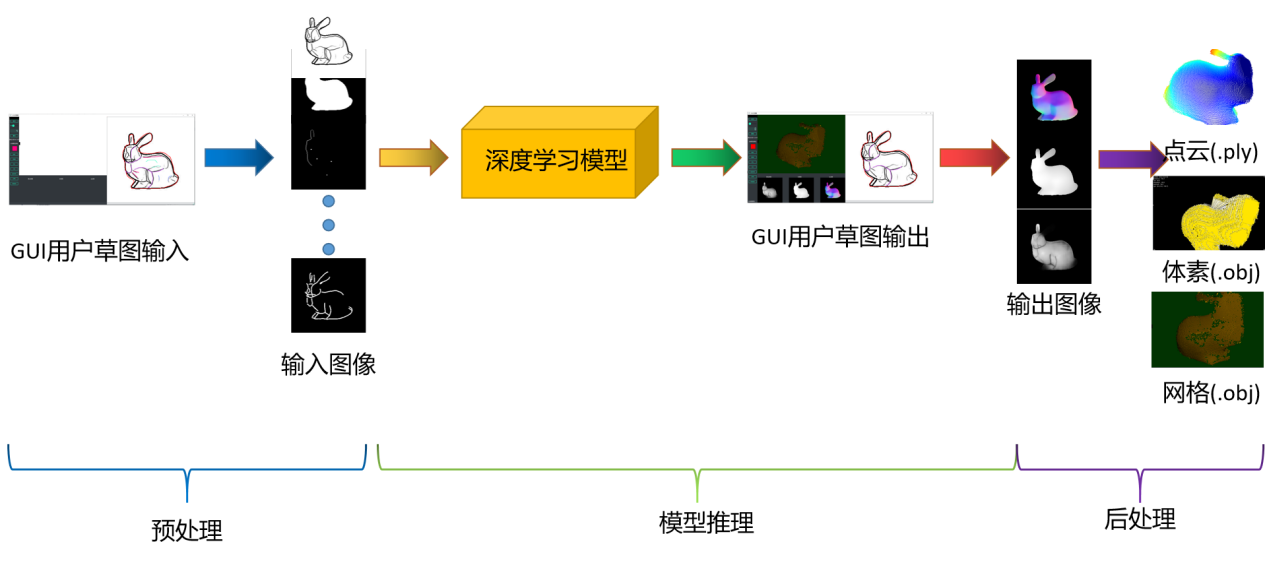 深度学习模型
点云(.ply)
GUI用户草图输入
GUI用户草图输出
体素(.obj)
输出图像
输入图像
网格(.obj)
预处理
模型推理
后处理